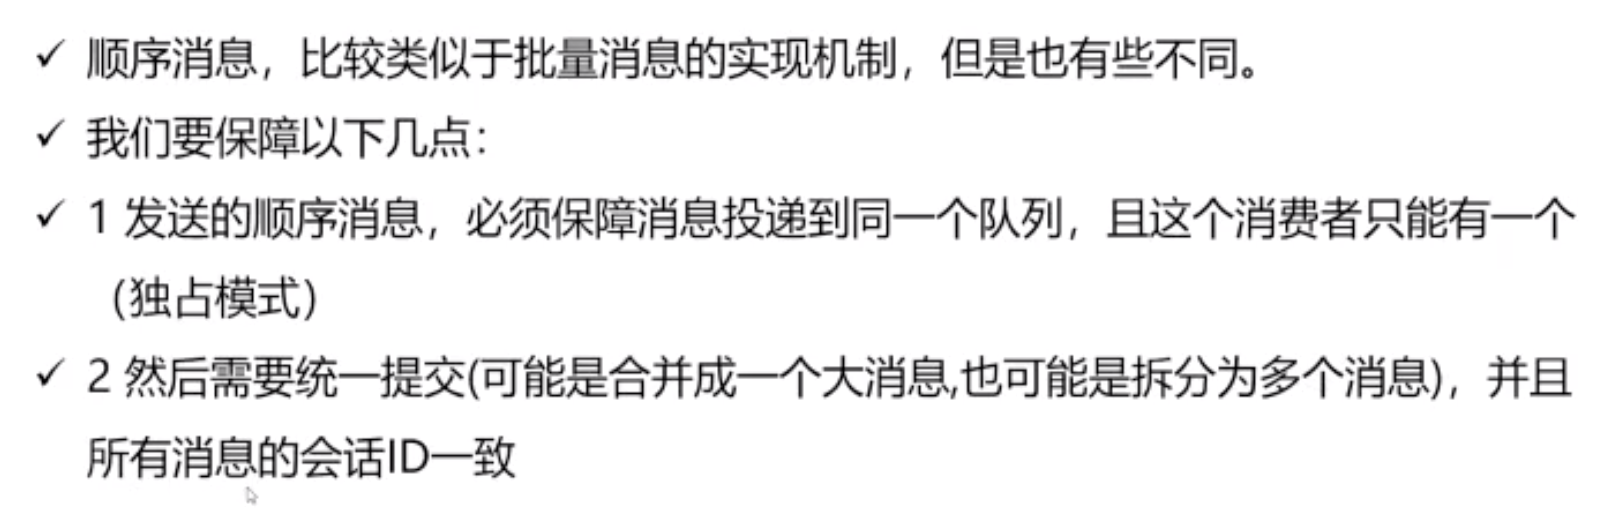 ✓ 顺序消息，比较类似于批量消息的实现机制，但是也有些不同。
✓ 我们要保障以下几点：
✓ 1 发送的顺序消息，必须保障消息投递到同一个队列，且这个消费者只能有一个
（独占模式）
✓ 2 然后需要统一提交(可能是合并成一个大消息,也可能是拆分为多个消息)，并且
所有消息的会话ID一致